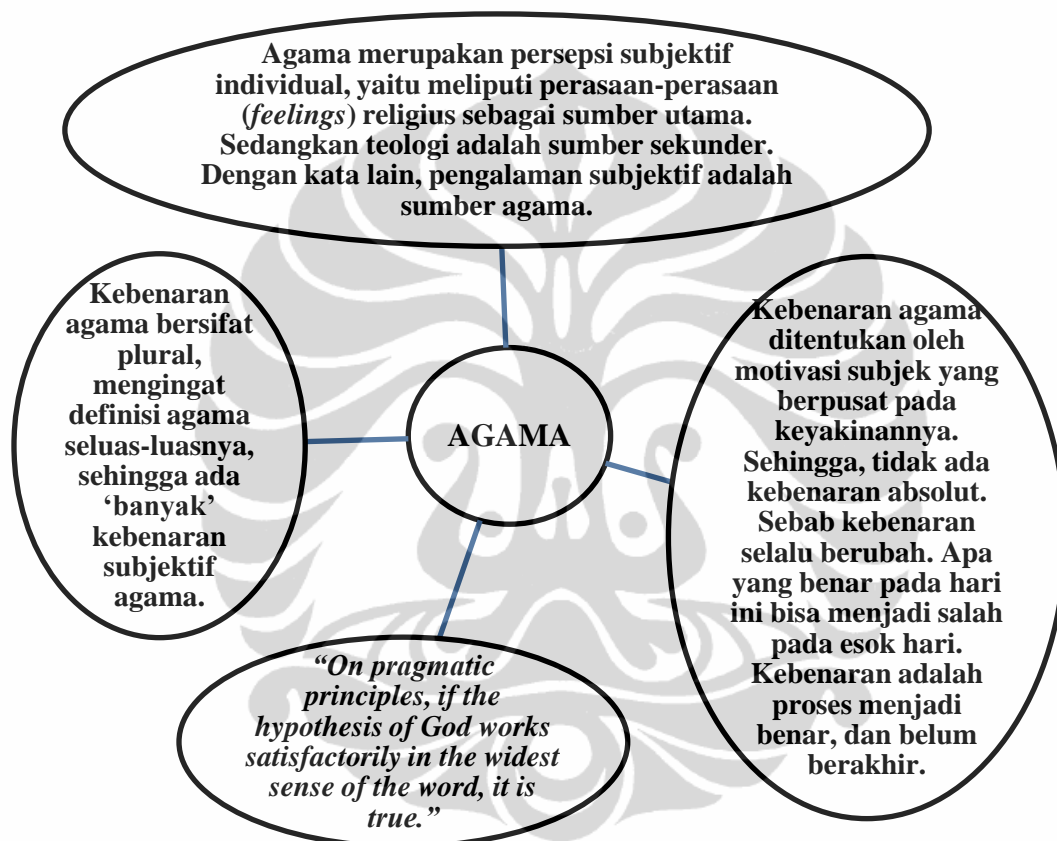 Agama merupakan persepsi subjektif
individual, yaitu meliputi perasaan-perasaan
(feelings) religius sebagai sumber utama.
Sedangkan teologi adalah sumber sekunder.
Dengan kata lain, pengalaman subjektif adalah
sumber agama.
Kebenaran
agama bersifat
plural,
mengingat
definisi agama
seluas-luasnya,
sehingga ada
‘banyak’
kebenaran
subjektif
agama.
AGAMA
Kebenaran agama
ditentukan oleh
motivasi subjek yang
berpusat pada
keyakinannya.
Sehingga, tidak ada
kebenaran absolut.
Sebab kebenaran
selalu berubah. Apa
yang benar pada hari
ini bisa menjadi salah
pada esok hari.
Kebenaran adalah
proses menjadi
benar, dan belum
berakhir.
“On pragmatic
principles, if the
hypothesis of God works
satisfactorily in the widest
sense of the word, it is
true.”